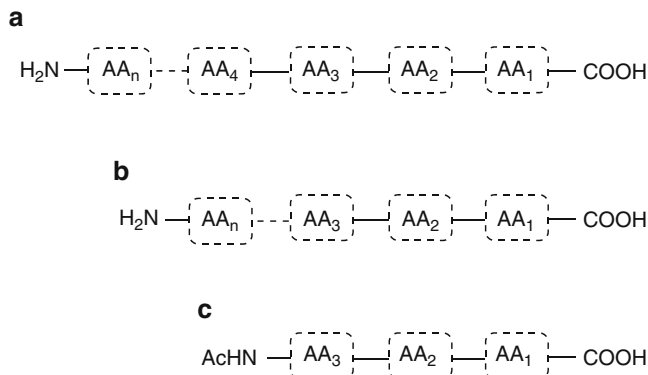 a
H₂N AAₙ AA₄ AA₃ AA₂ AA₁ COOH
b
H₂N AAₙ AA₃ AA₂ AA₁ COOH
c
AcHN AA₃ AA₂ AA₁ COOH